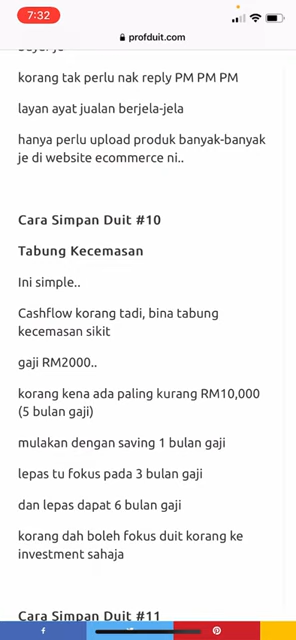 7:32
profduit.com
korang tak perlu nak reply PM PM PM
layan ayat jualan berjela-jela
hanya perlu upload produk banyak-banyak
je di website ecommerce ni..
Cara Simpan Duit #10
Tabung Kecemasan
Ini simple..
Cashflow korang tadi, bina tabung
kecemasan sikit
gaji RM2000..
korang kena ada paling kurang RM10,000
(5 bulan gaji)
mulakan dengan saving 1 bulan gaji
lepas tu fokus pada 3 bulan gaji
dan lepas dapat 6 bulan gaji
korang dah boleh fokus duit korang ke
investment sahaja
Cara Simpan Duit #11